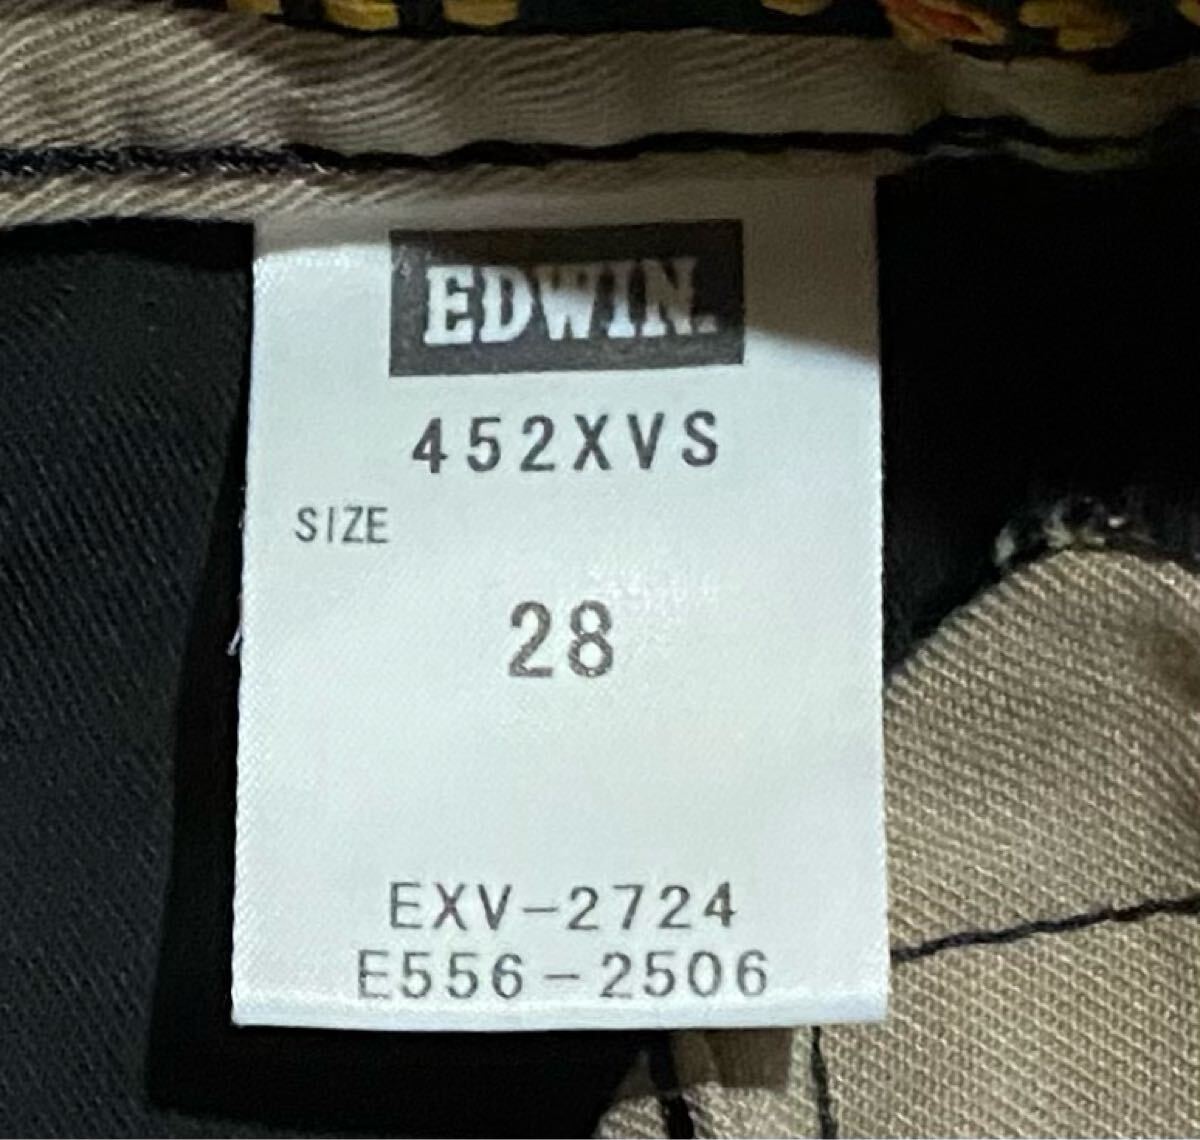 EDWIN.
452XVS
SIZE
28
EXV-2724
E556-2506